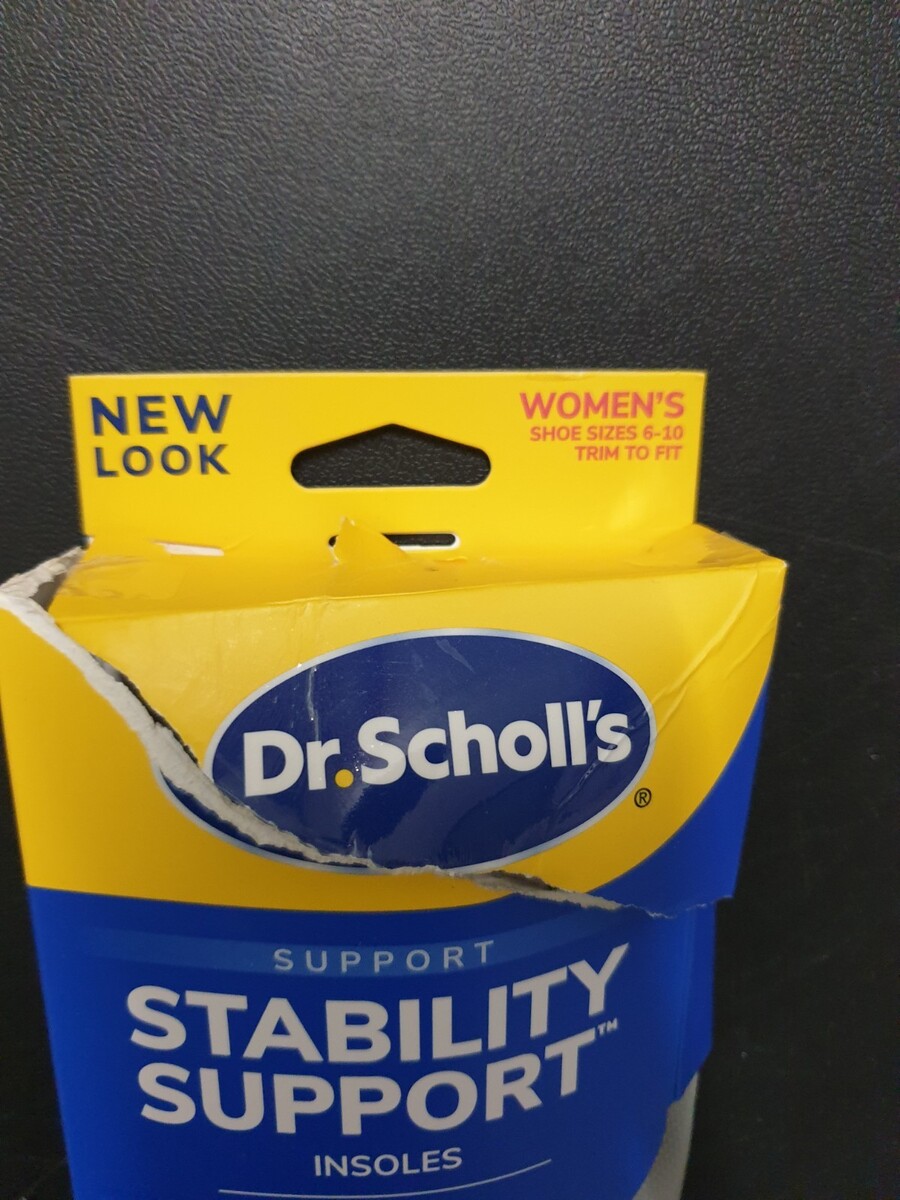 NEW
LOOK
WOMEN'S
SHOE SIZES 6-10
TRIM TO FIT
Dr.Scholl's
®
SUPPORT
STABILITY
SUPPORT™
INSOLES